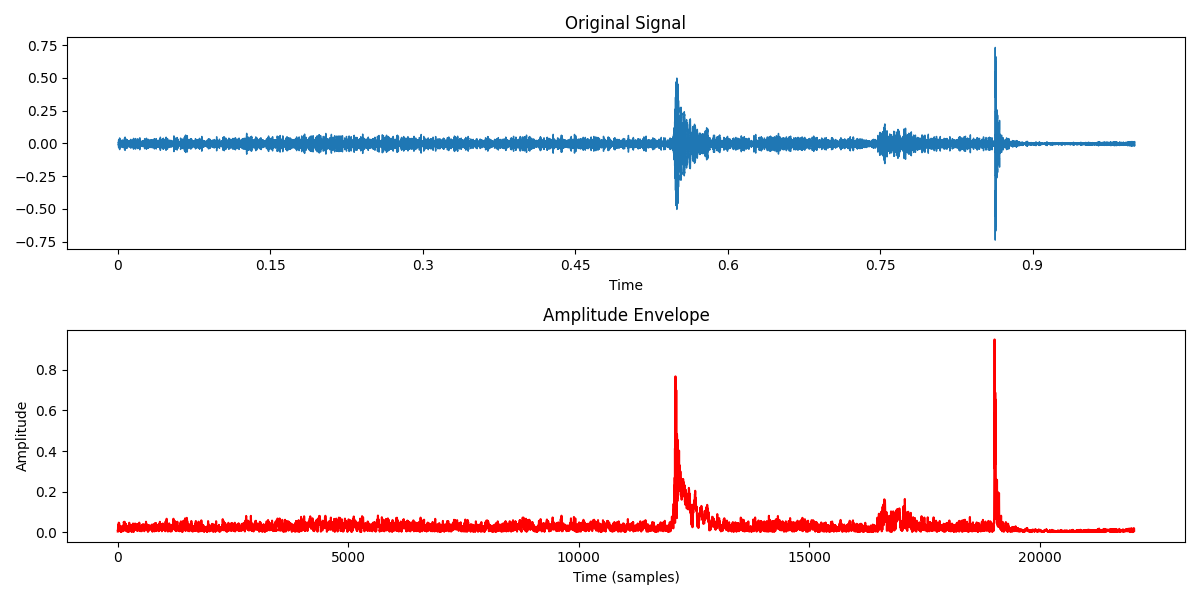 Original Signal
0.75
0.50
0.25
0.00
−0.25
−0.50
−0.75
0 0.15 0.3 0.45 0.6 0.75 0.9
Time
Amplitude Envelope
Amplitude
0.8
0.6
0.4
0.2
0.0
0 5000 10000 15000 20000
Time (samples)